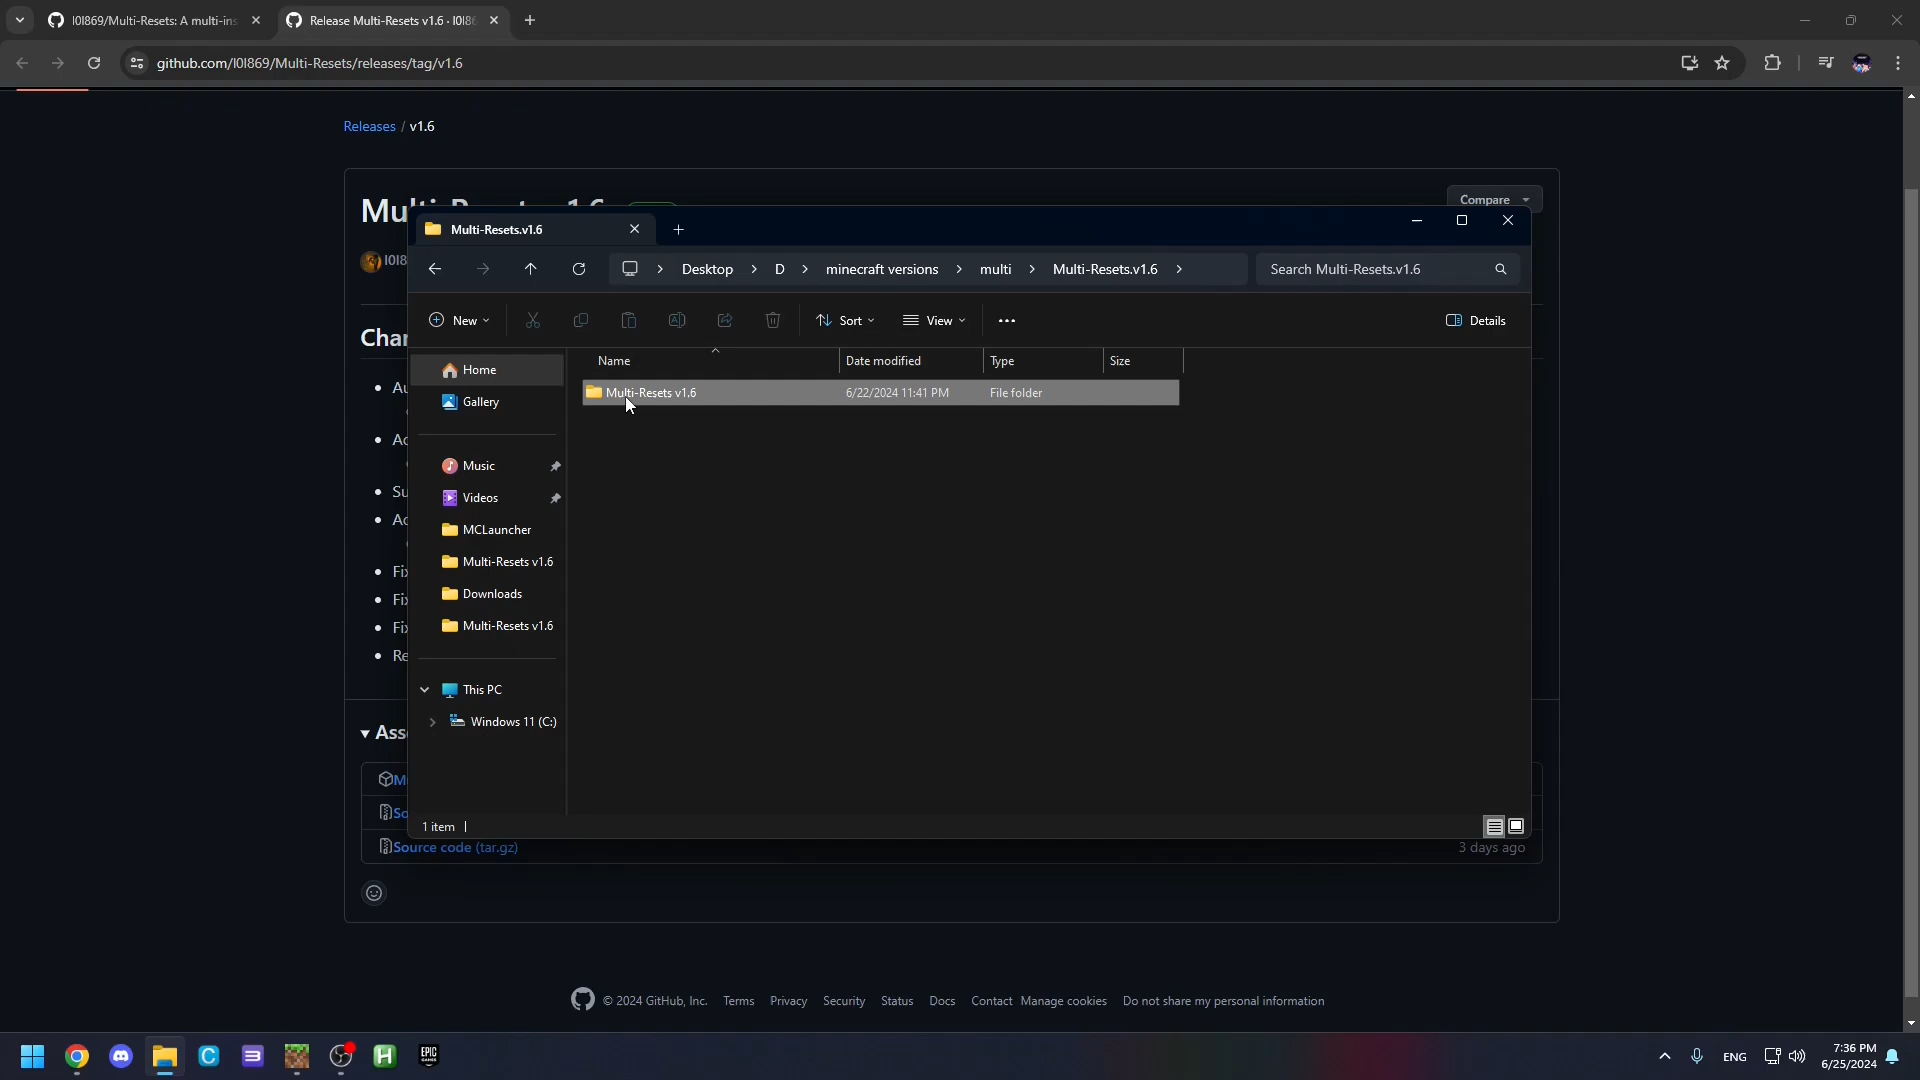 l0l869/Multi-Resets: A multi-ins
Release Multi-Resets v1.6 · l0l86
github.com/l0l869/Multi-Resets/releases/tag/v1.6
Releases / v1.6
Compare
l0l8
Multi-Resets.v1.6
Desktop > D > minecraft versions > multi > Multi-Resets.v1.6 >
Search Multi-Resets.v1.6
New
Sort
View
Details
Name
Date modified
Type
Size
Multi-Resets v1.6
6/22/2024 11:41 PM
File folder
Home
Gallery
Music
Videos
MCLauncher
Multi-Resets v1.6
Downloads
Multi-Resets v1.6
This PC
Windows 11 (C:)
1 item
Source code (tar.gz)
3 days ago
© 2024 GitHub, Inc.
Terms
Privacy
Security
Status
Docs
Contact
Manage cookies
Do not share my personal information
EPIC
GAMES
ENG
7:36 PM
6/25/2024